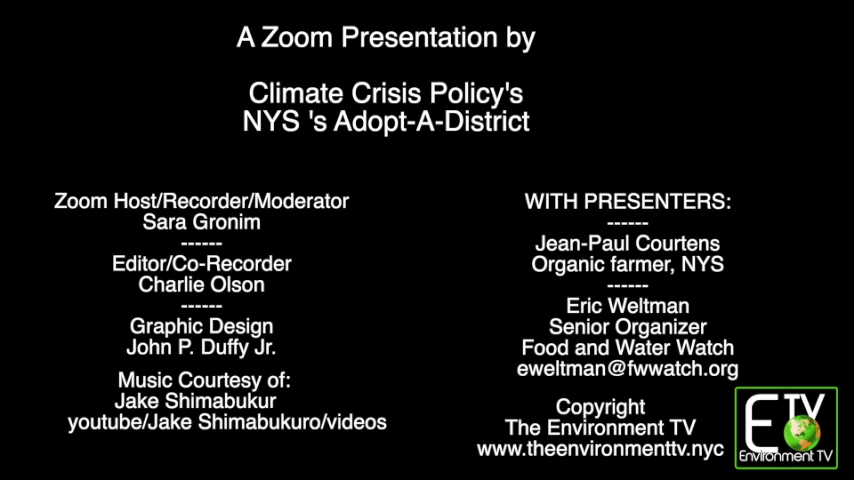 A Zoom Presentation by
Climate Crisis Policy's
NYS 's Adopt-A-District
Zoom Host/Recorder/Moderator
Sara Gronim
------
Editor/Co-Recorder
Charlie Olson
------
Graphic Design
John P. Duffy Jr.
Music Courtesy of:
Jake Shimabukur
youtube/Jake Shimabukuro/videos
WITH PRESENTERS:
------
Jean-Paul Courtens
Organic farmer, NYS
------
Eric Weltman
Senior Organizer
Food and Water Watch
eweltman@fwwatch.org
Copyright
The Environment TV
www.theenvironmenttv.nyc
ETV
Environment TV